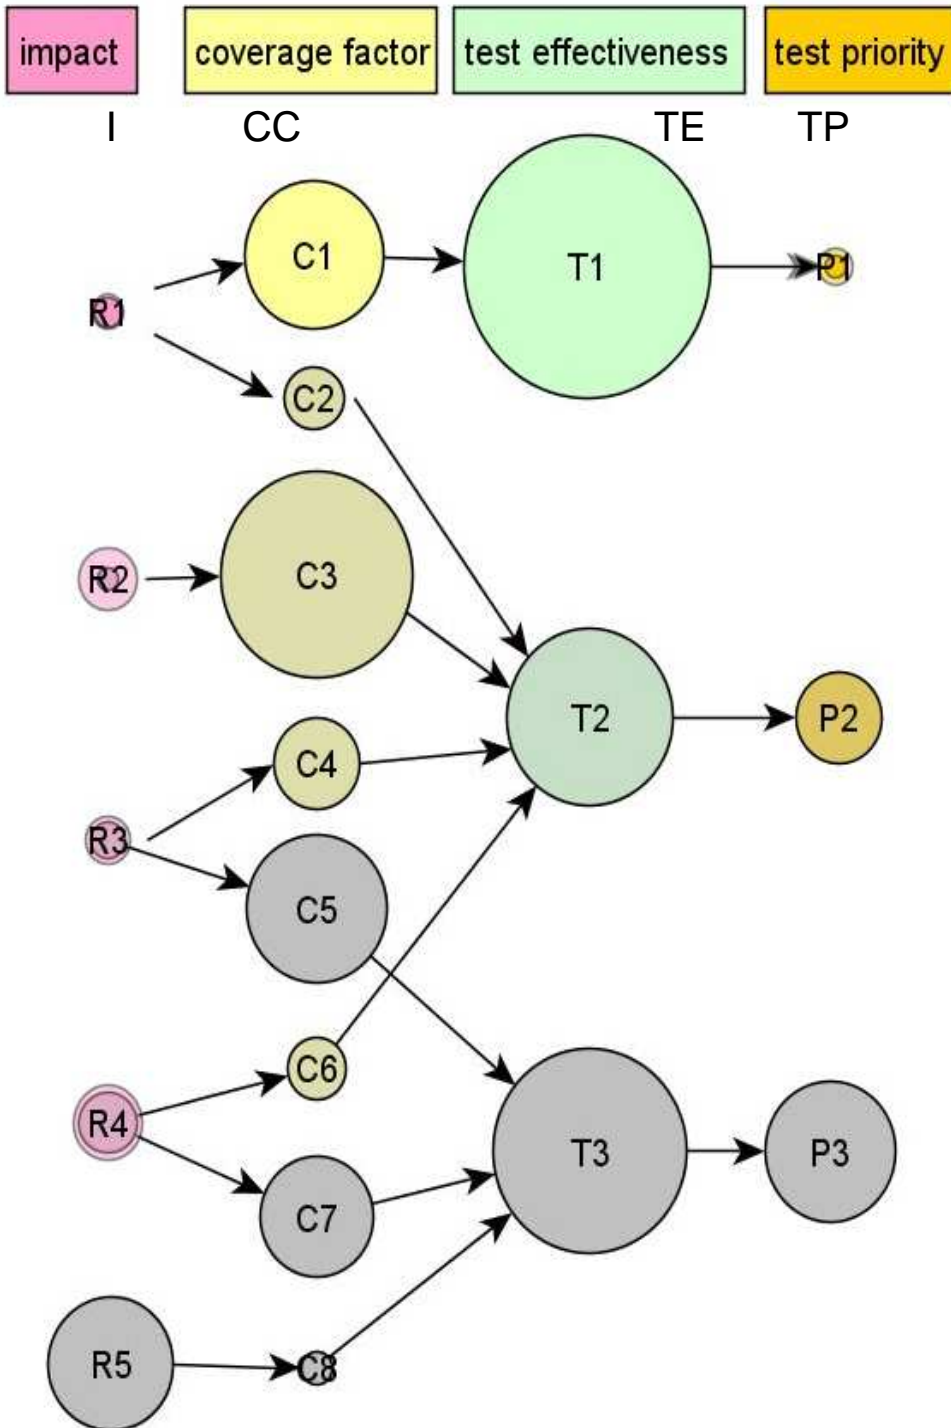 impact coverage factor test effectiveness test priority
I CC TE TP
C1 T1 P1
R1
C2
R2 C3
T2 P2
C4
R3
C5
C6
R4 T3 P3
C7
R5 C8